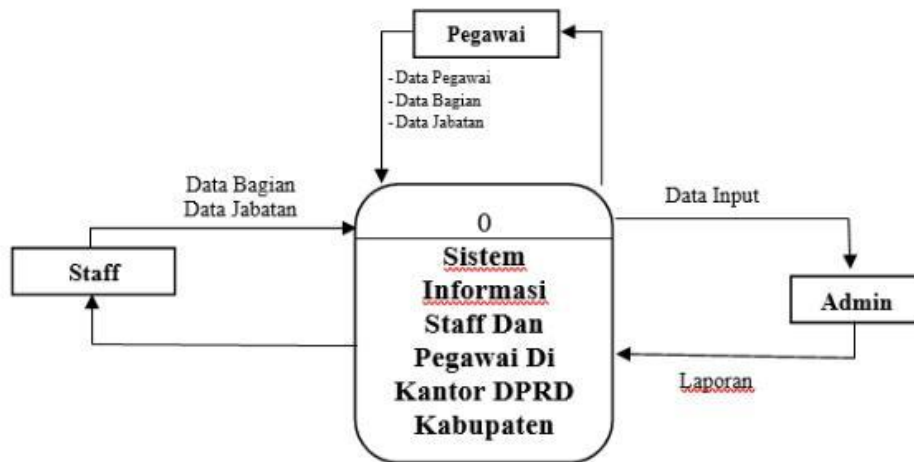 Pegawai
-Data Pegawai
-Data Bagian
-Data Jabatan
Data Bagian
Data Jabatan
Staff
0
Sistem
Informasi
Staff Dan
Pegawai Di
Kantor DPRD
Kabupaten
Data Input
Admin
Laporan